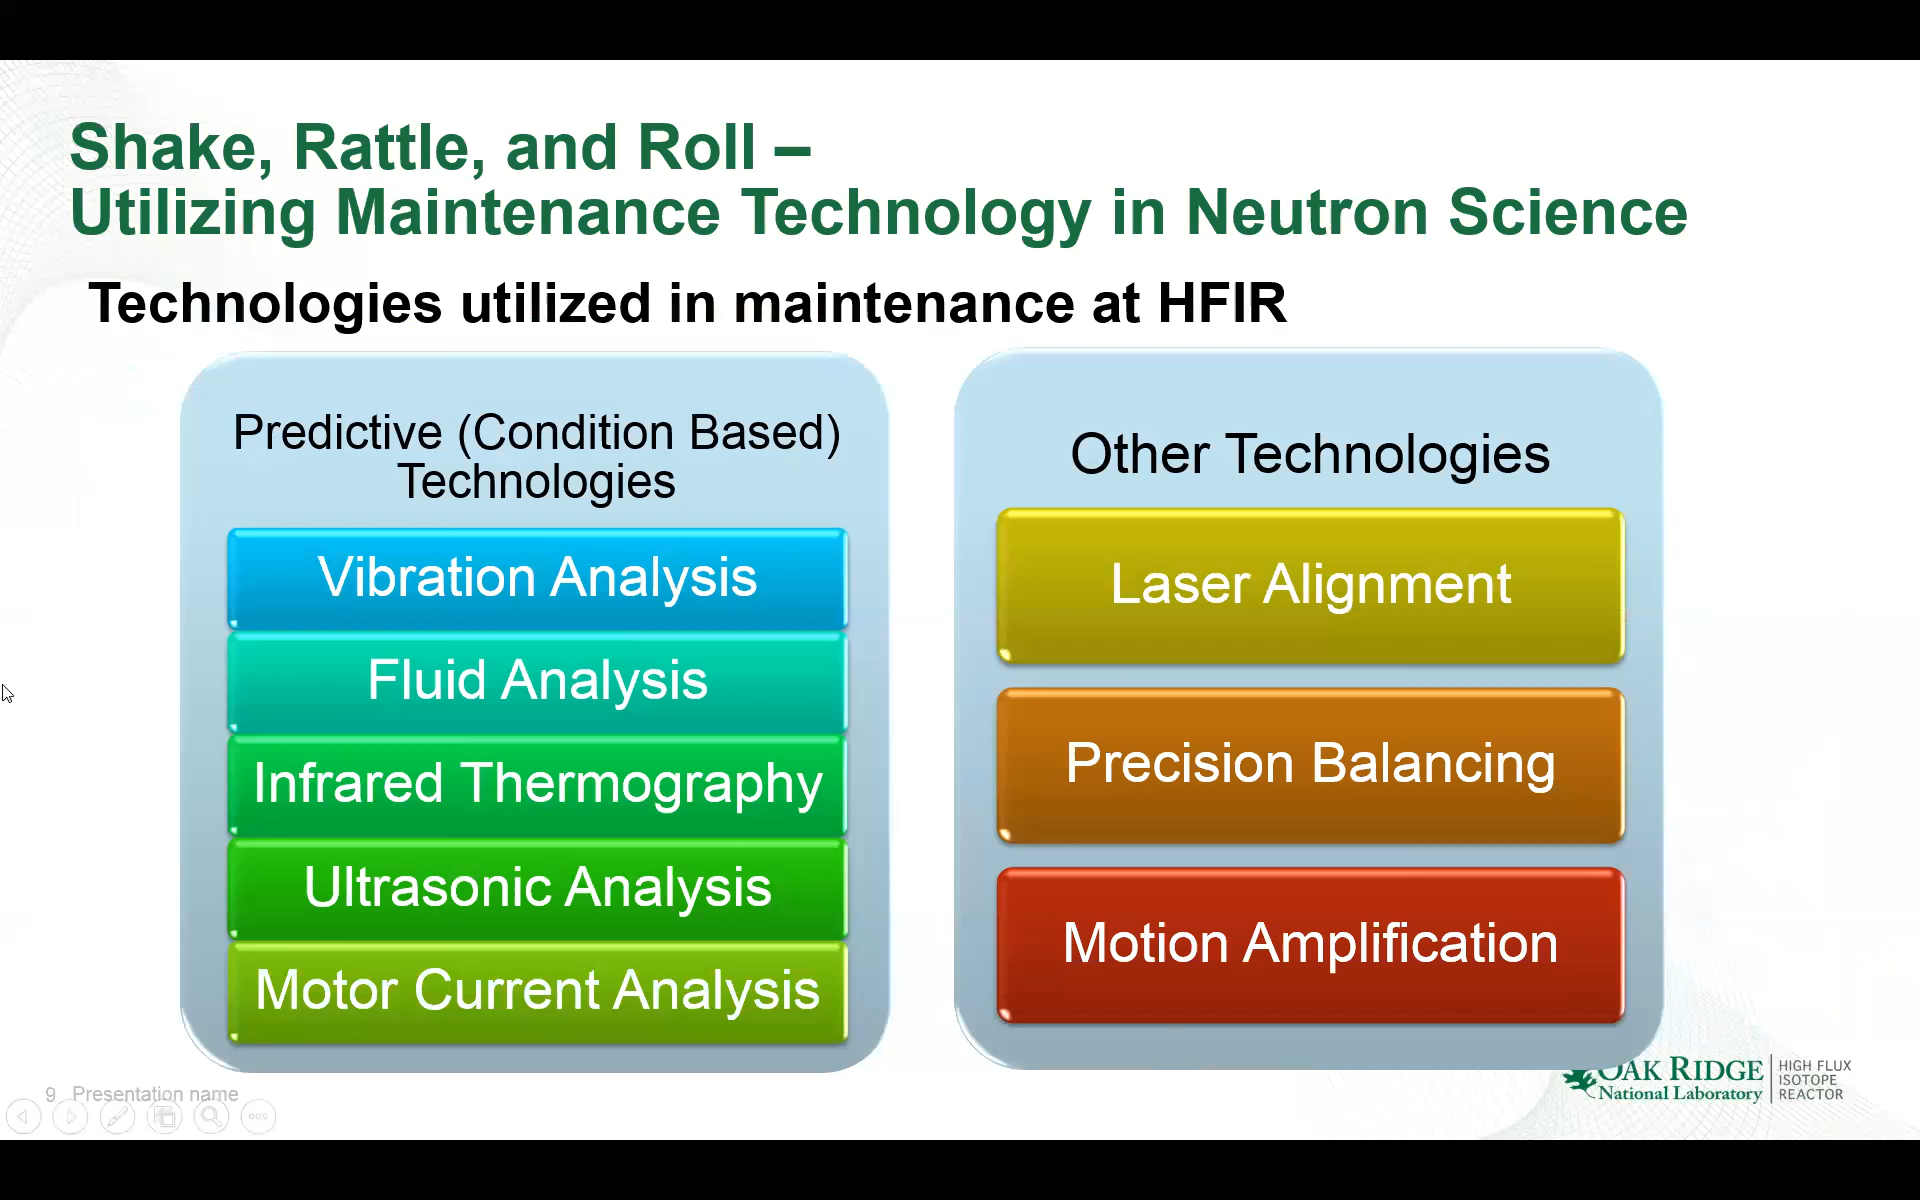 Shake, Rattle, and Roll –
Utilizing Maintenance Technology in Neutron Science
Technologies utilized in maintenance at HFIR
Predictive (Condition Based)
Technologies
Vibration Analysis
Fluid Analysis
Infrared Thermography
Ultrasonic Analysis
Motor Current Analysis
Other Technologies
Laser Alignment
Precision Balancing
Motion Amplification
9 Presentation name
OAK RIDGE
National Laboratory
HIGH FLUX
ISOTOPE
REACTOR